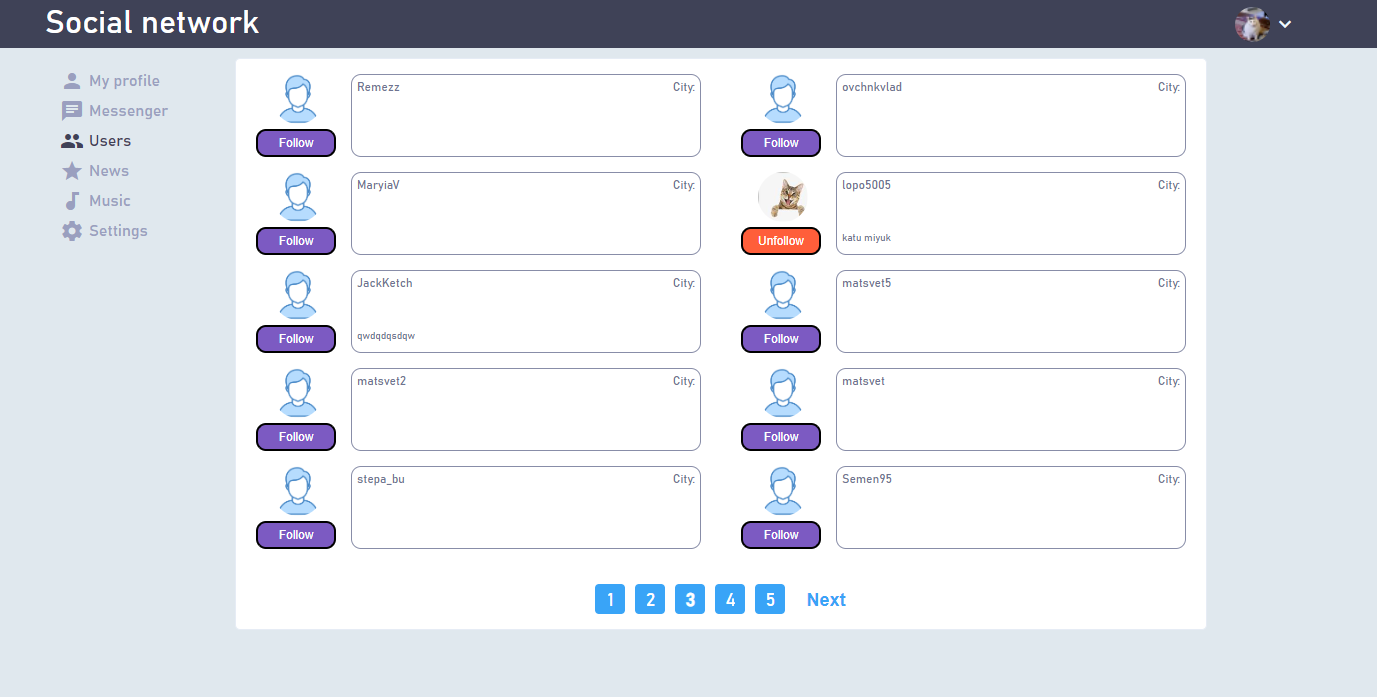 Social network
My profile
Messenger
Users
News
Music
Settings
Remezz City:
Follow
ovchnkvlad City:
Follow
MaryiaV City:
Follow
lopo5005 City:
katu miyuk
Unfollow
JackKetch City:
qwdqdqsdqw
Follow
matsvet5 City:
Follow
matsvet2 City:
Follow
matsvet City:
Follow
stepa_bu City:
Follow
Semen95 City:
Follow
1 2 3 4 5 Next